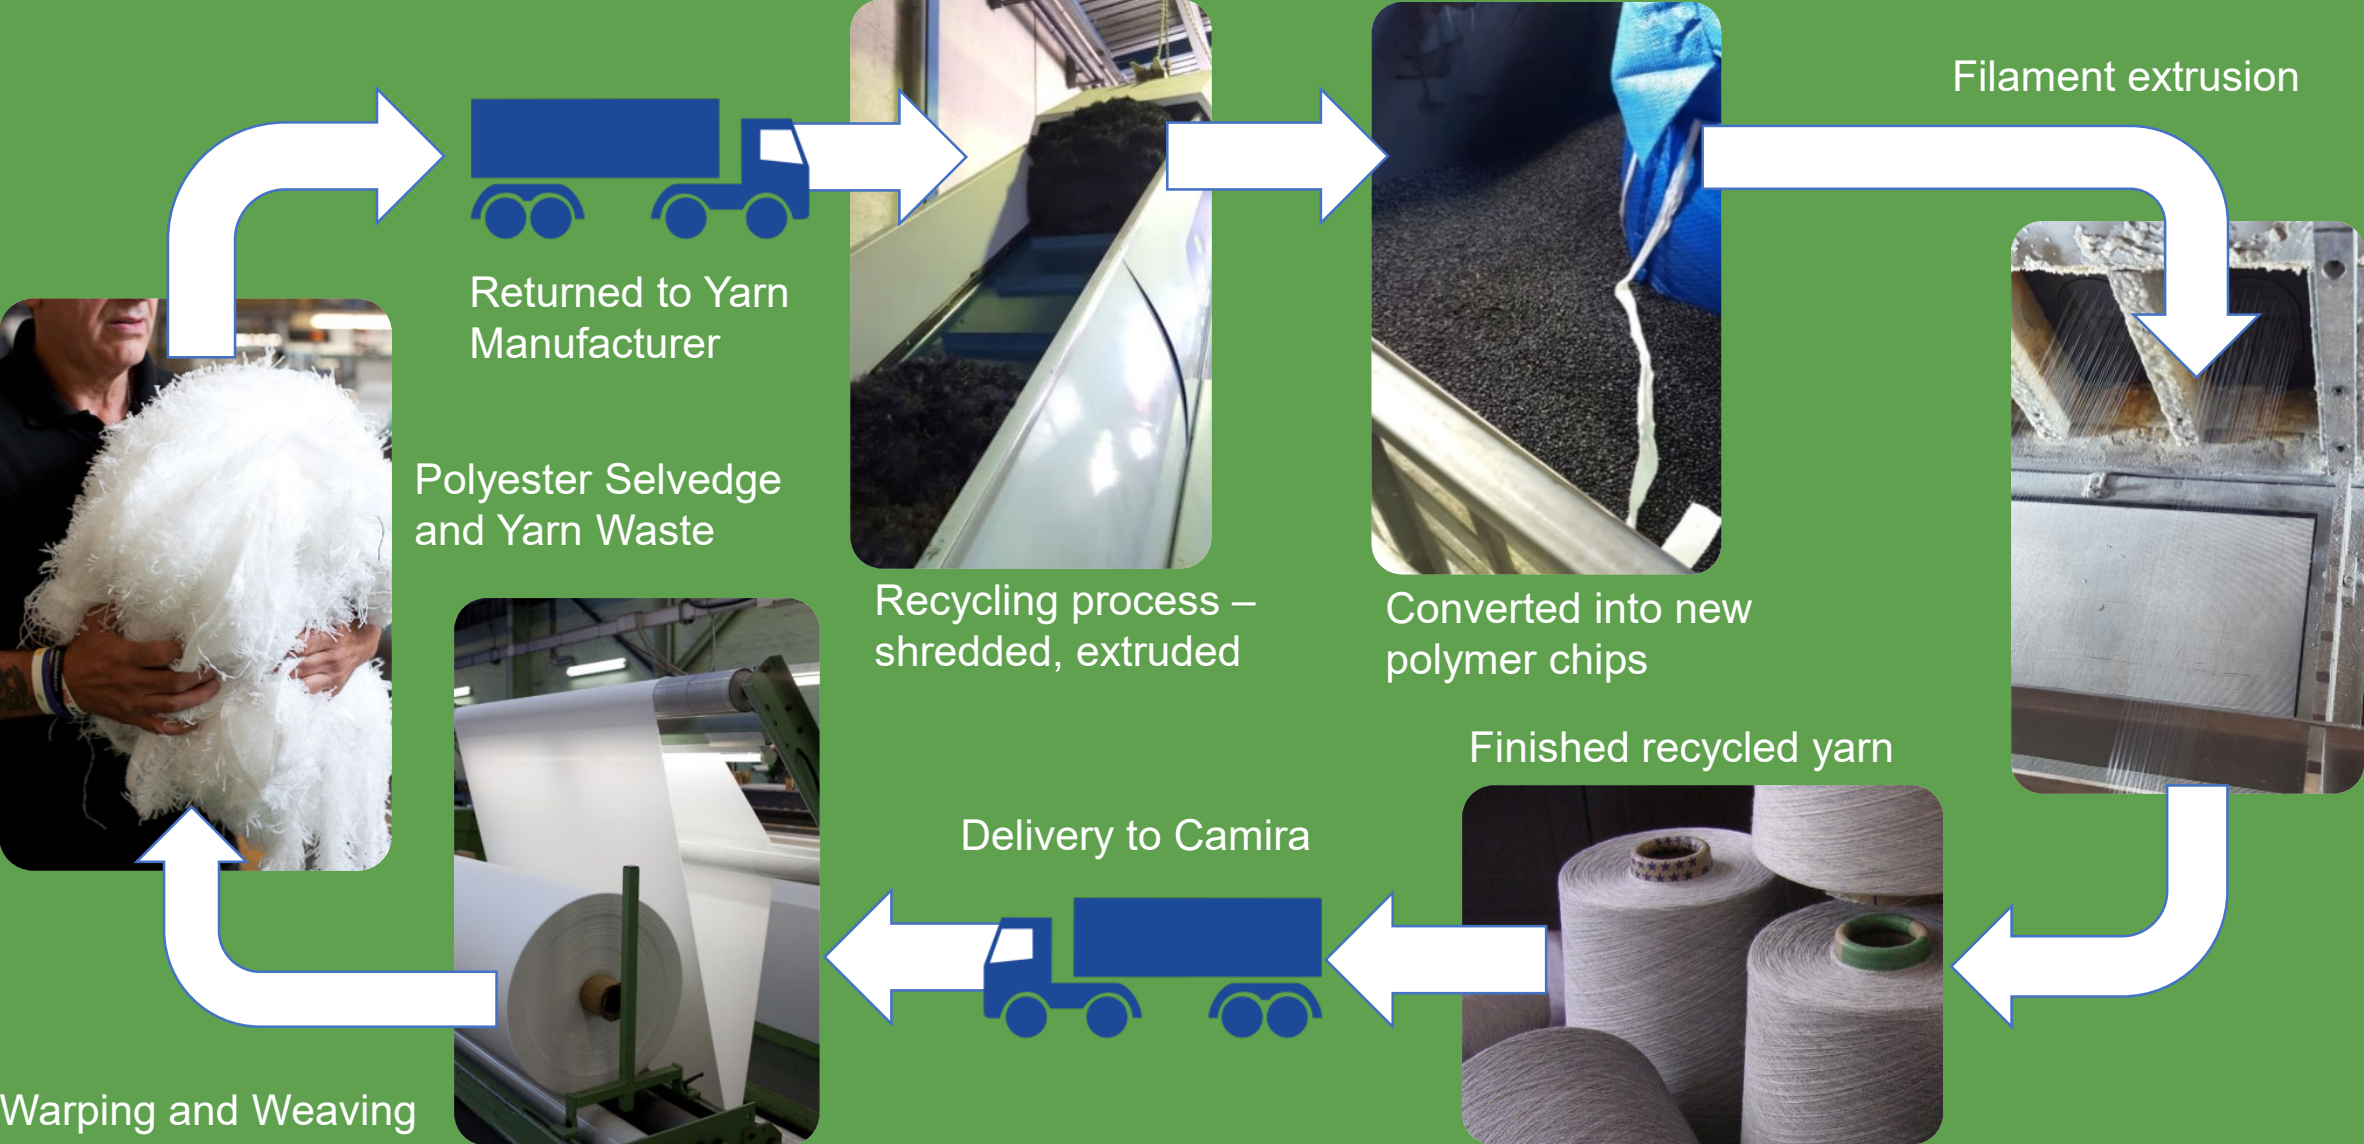 Filament extrusion
Returned to Yarn
Manufacturer
Polyester Selvedge
and Yarn Waste
Recycling process –
shredded, extruded
Converted into new
polymer chips
Finished recycled yarn
Delivery to Camira
Warping and Weaving